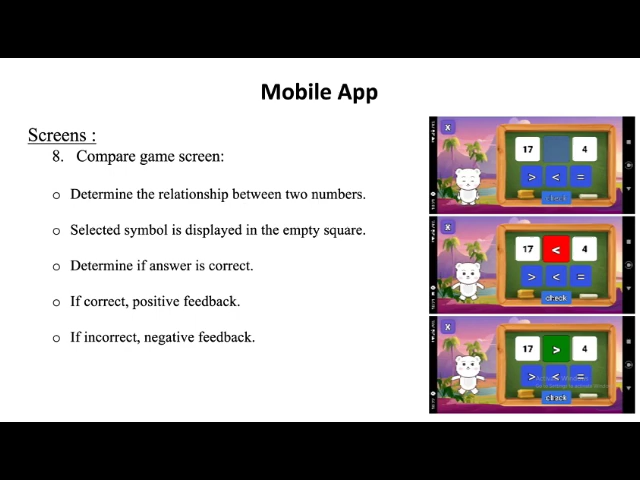 Mobile App
Screens :
8. Compare game screen:
o Determine the relationship between two numbers.
o Selected symbol is displayed in the empty square.
o Determine if answer is correct.
o If correct, positive feedback.
o If incorrect, negative feedback.
X
17 4
> < =
check
X
17 < 4
> < =
check
X
17 > 4
> < =
check